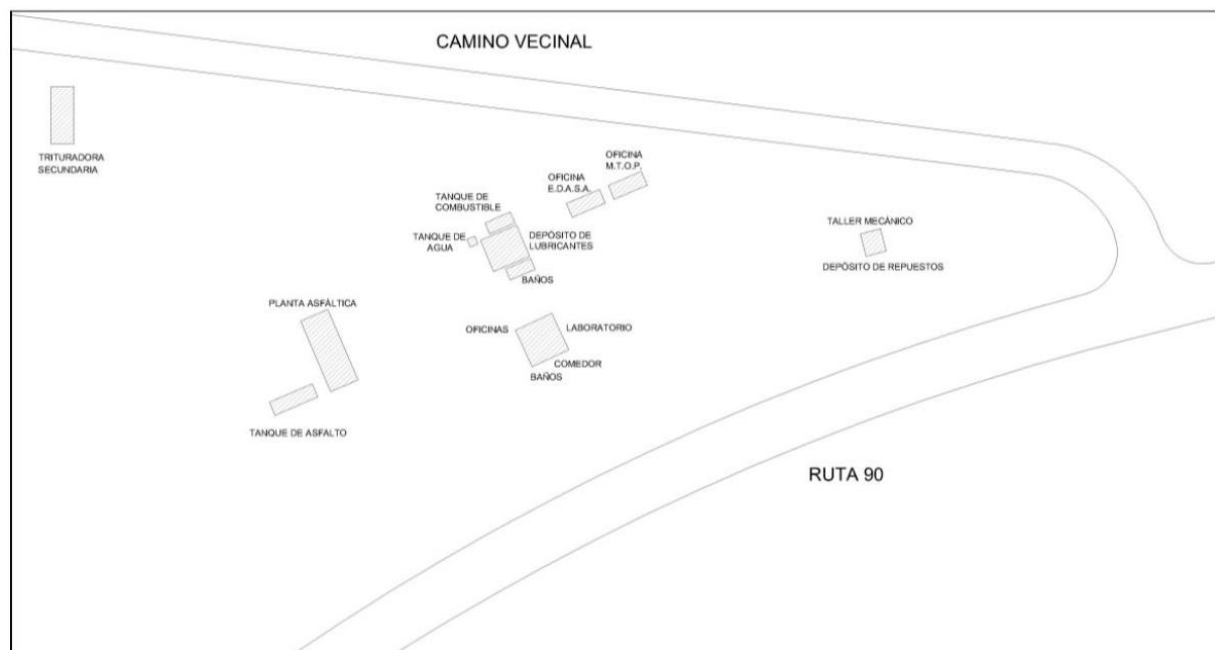 CAMINO VECINAL
TRITURADORA
SECUNDARIA
OFICINA
M.T.O.P.
OFICINA
E.D.A.S.A.
TANQUE DE
COMBUSTIBLE
TANQUE DE
AGUA
DEPÓSITO DE
LUBRICANTES
BAÑOS
TALLER MECÁNICO
DEPÓSITO DE REPUESTOS
PLANTA ASFÁLTICA
OFICINAS
LABORATORIO
COMEDOR
BAÑOS
TANQUE DE ASFALTO
RUTA 90